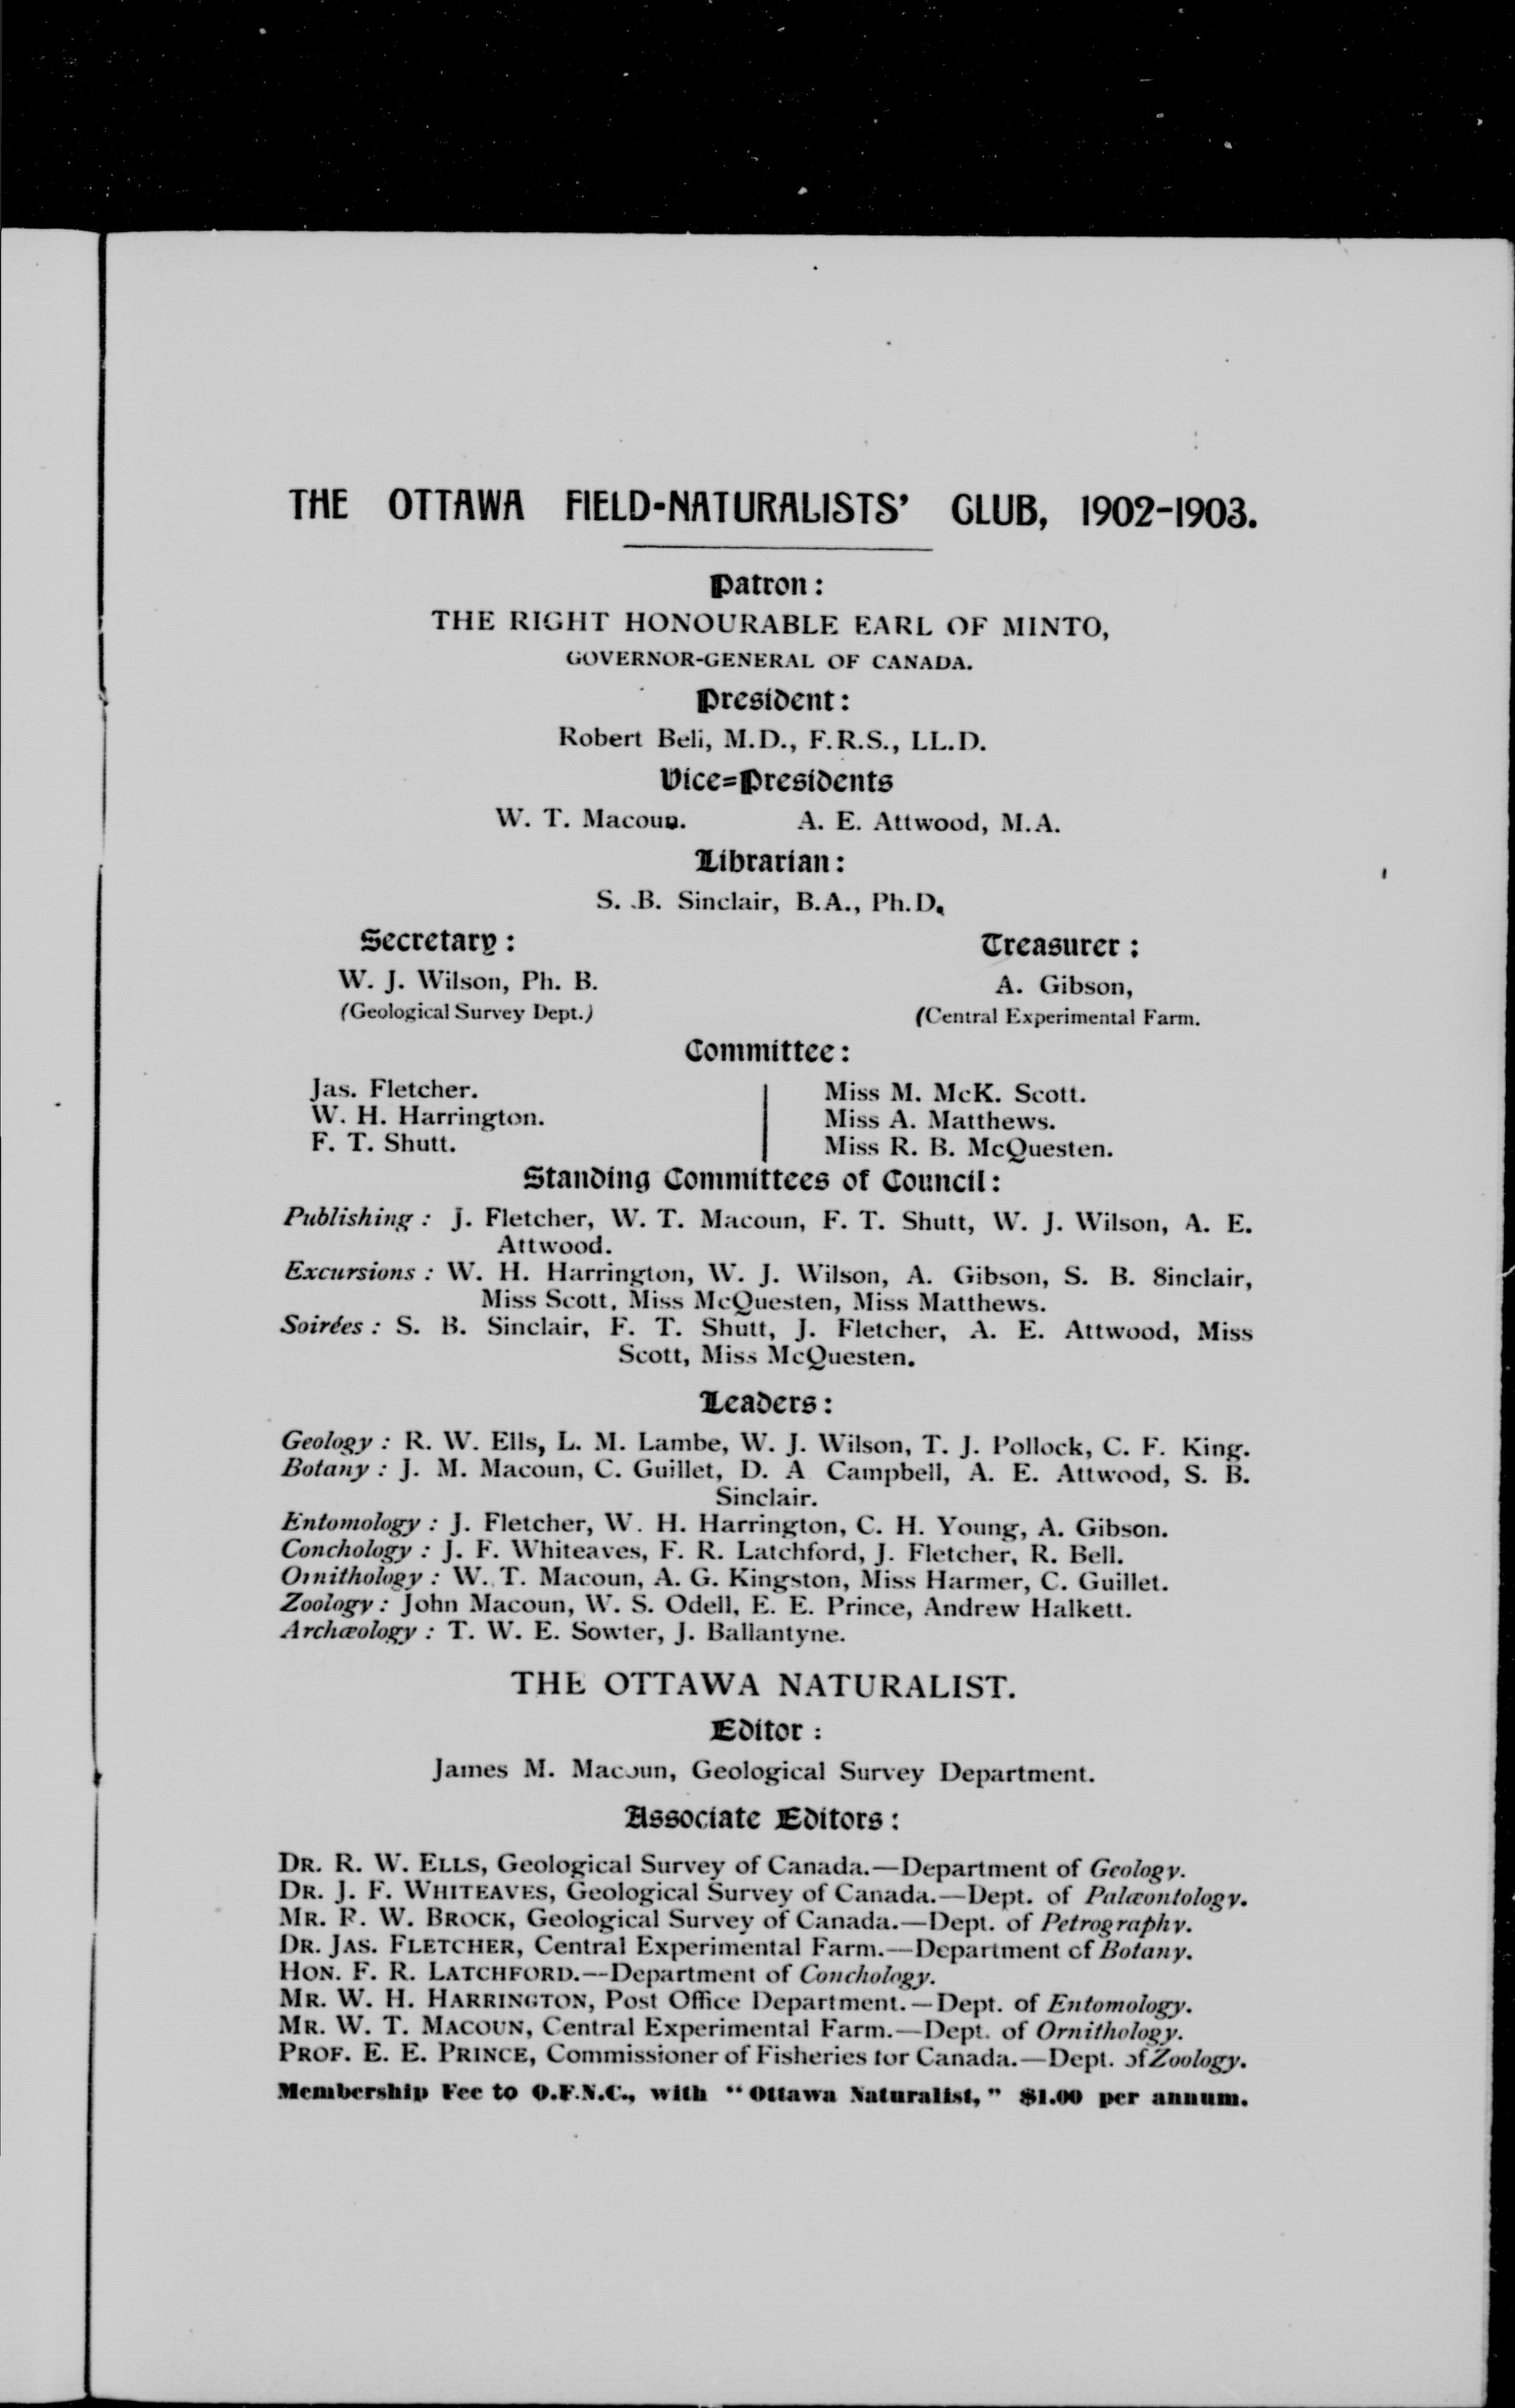 THE OTTAWA FIELD-NATURALISTS' CLUB, 1902-1903.
Patron:
THE RIGHT HONOURABLE EARL OF MINTO,
GOVERNOR-GENERAL OF CANADA.
President:
Robert Bell, M.D., F.R.S., LL.D.
Vice=Presidents
W. T. Macoun. A. E. Attwood, M.A.
Librarian:
S. B. Sinclair, B.A., Ph.D.
Secretary: Treasurer:
W. J. Wilson, Ph. B. A. Gibson,
(Geological Survey Dept.) (Central Experimental Farm.
Committee:
Jas. Fletcher. Miss M. McK. Scott.
W. H. Harrington. Miss A. Matthews.
F. T. Shutt. Miss R. B. McQuesten.
Standing Committees of Council:
Publishing: J. Fletcher, W. T. Macoun, F. T. Shutt, W. J. Wilson, A. E.
Attwood.
Excursions: W. H. Harrington, W. J. Wilson, A. Gibson, S. B. Sinclair,
Miss Scott, Miss McQuesten, Miss Matthews.
Soirées: S. B. Sinclair, F. T. Shutt, J. Fletcher, A. E. Attwood, Miss
Scott, Miss McQuesten.
Leaders:
Geology: R. W. Ells, L. M. Lambe, W. J. Wilson, T. J. Pollock, C. F. King.
Botany: J. M. Macoun, C. Guillet, D. A Campbell, A. E. Attwood, S. B.
Sinclair.
Entomology: J. Fletcher, W. H. Harrington, C. H. Young, A. Gibson.
Conchology: J. F. Whiteaves, F. R. Latchford, J. Fletcher, R. Bell.
Ornithology: W. T. Macoun, A. G. Kingston, Miss Harmer, C. Guillet.
Zoology: John Macoun, W. S. Odell, E. E. Prince, Andrew Halkett.
Archæology: T. W. E. Sowter, J. Ballantyne.
THE OTTAWA NATURALIST.
Editor:
James M. Macoun, Geological Survey Department.
Associate Editors:
DR. R. W. ELLS, Geological Survey of Canada.—Department of Geology.
DR. J. F. WHITEAVES, Geological Survey of Canada.—Dept. of Palæontology.
MR. R. W. BROCK, Geological Survey of Canada.—Dept. of Petrography.
DR. JAS. FLETCHER, Central Experimental Farm.—Department of Botany.
HON. F. R. LATCHFORD.—Department of Conchology.
MR. W. H. HARRINGTON, Post Office Department.—Dept. of Entomology.
MR. W. T. MACOUN, Central Experimental Farm.—Dept. of Ornithology.
PROF. E. E. PRINCE, Commissioner of Fisheries for Canada.—Dept. of Zoology.
Membership Fee to O.F.N.C., with "Ottawa Naturalist," $1.00 per annum.